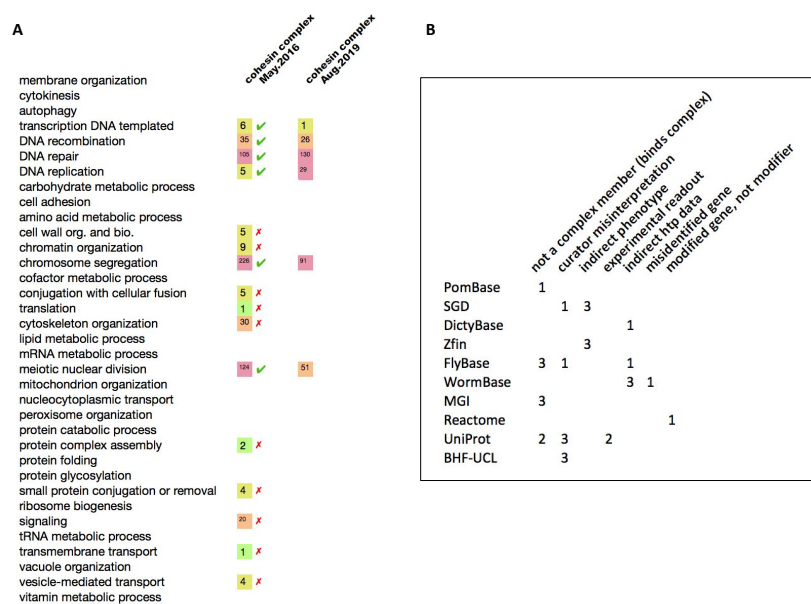 A
B
cohesin complex May.2016
cohesin complex Aug.2019
membrane organization
cytokinesis
autophagy
transcription DNA templated 6 ✔ 1
DNA recombination 35 ✔ 26
DNA repair 105 ✔ 130
DNA replication 5 ✔ 29
carbohydrate metabolic process
cell adhesion
amino acid metabolic process
cell wall org. and bio. 5 ✗
chromatin organization 9 ✗
chromosome segregation 226 ✔ 91
cofactor metabolic process
conjugation with cellular fusion 5 ✗
translation 1 ✗
cytoskeleton organization 30 ✗
lipid metabolic process
mRNA metabolic process
meiotic nuclear division 124 ✔ 51
mitochondrion organization
nucleocytoplasmic transport
peroxisome organization
protein catabolic process
protein complex assembly 2 ✗
protein folding
protein glycosylation
small protein conjugation or removal 4 ✗
ribosome biogenesis
signaling 20 ✗
tRNA metabolic process
transmembrane transport 1 ✗
vacuole organization
vesicle-mediated transport 4 ✗
vitamin metabolic process
not a complex member (binds complex)
curator misinterpretation
indirect phenotype
experimental readout
indirect htp data
misidentified gene
modified gene, not modifier
PomBase 1
SGD 1 3
DictyBase 1
Zfin 3
FlyBase 3 1 1
WormBase 3 1
MGI 3
Reactome 1
UniProt 2 3 2
BHF-UCL 3